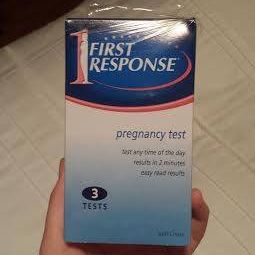 1 FIRST
RESPONSE
pregnancy test
test any time of the day
results in 2 minutes
easy read results
3
TESTS